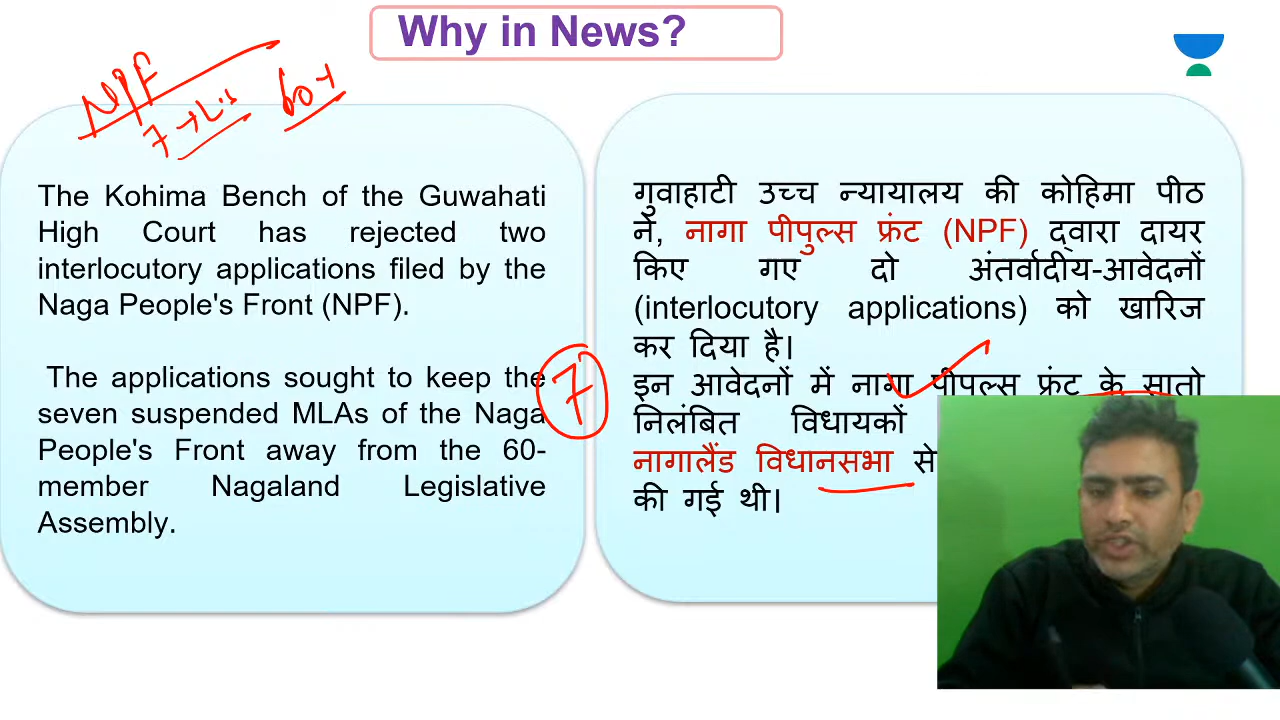 Why in News?
NPF
7 →
60
The Kohima Bench of the Guwahati
High Court has rejected two
interlocutory applications filed by the
Naga People's Front (NPF).
The applications sought to keep the
seven suspended MLAs of the Naga
People's Front away from the 60-
member Nagaland Legislative
Assembly.
7
गुवाहाटी उच्च न्यायालय की कोहिमा पीठ
ने, नागा पीपुल्स फ्रंट (NPF) द्वारा दायर
किए गए दो अंतर्वादीय-आवेदनों
(interlocutory applications) को खारिज
कर दिया है।
इन आवेदनों में नागा पीपल्स फ्रंट के सातो
निलंबित विधायकों
नागालैंड विधानसभा से
की गई थी।